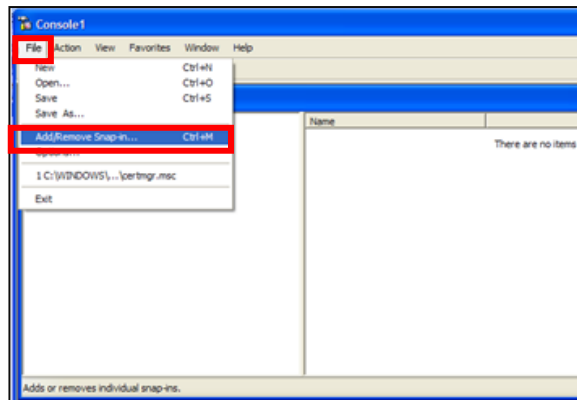 Console1
File Action View Favorites Window Help
New Ctrl+N
Open... Ctrl+O
Save Ctrl+S
Save As...
Add/Remove Snap-in... Ctrl+M
Options...
1 C:\WINDOWS\...\certmgr.msc
Exit
Name
There are no items
Adds or removes individual snap-ins.